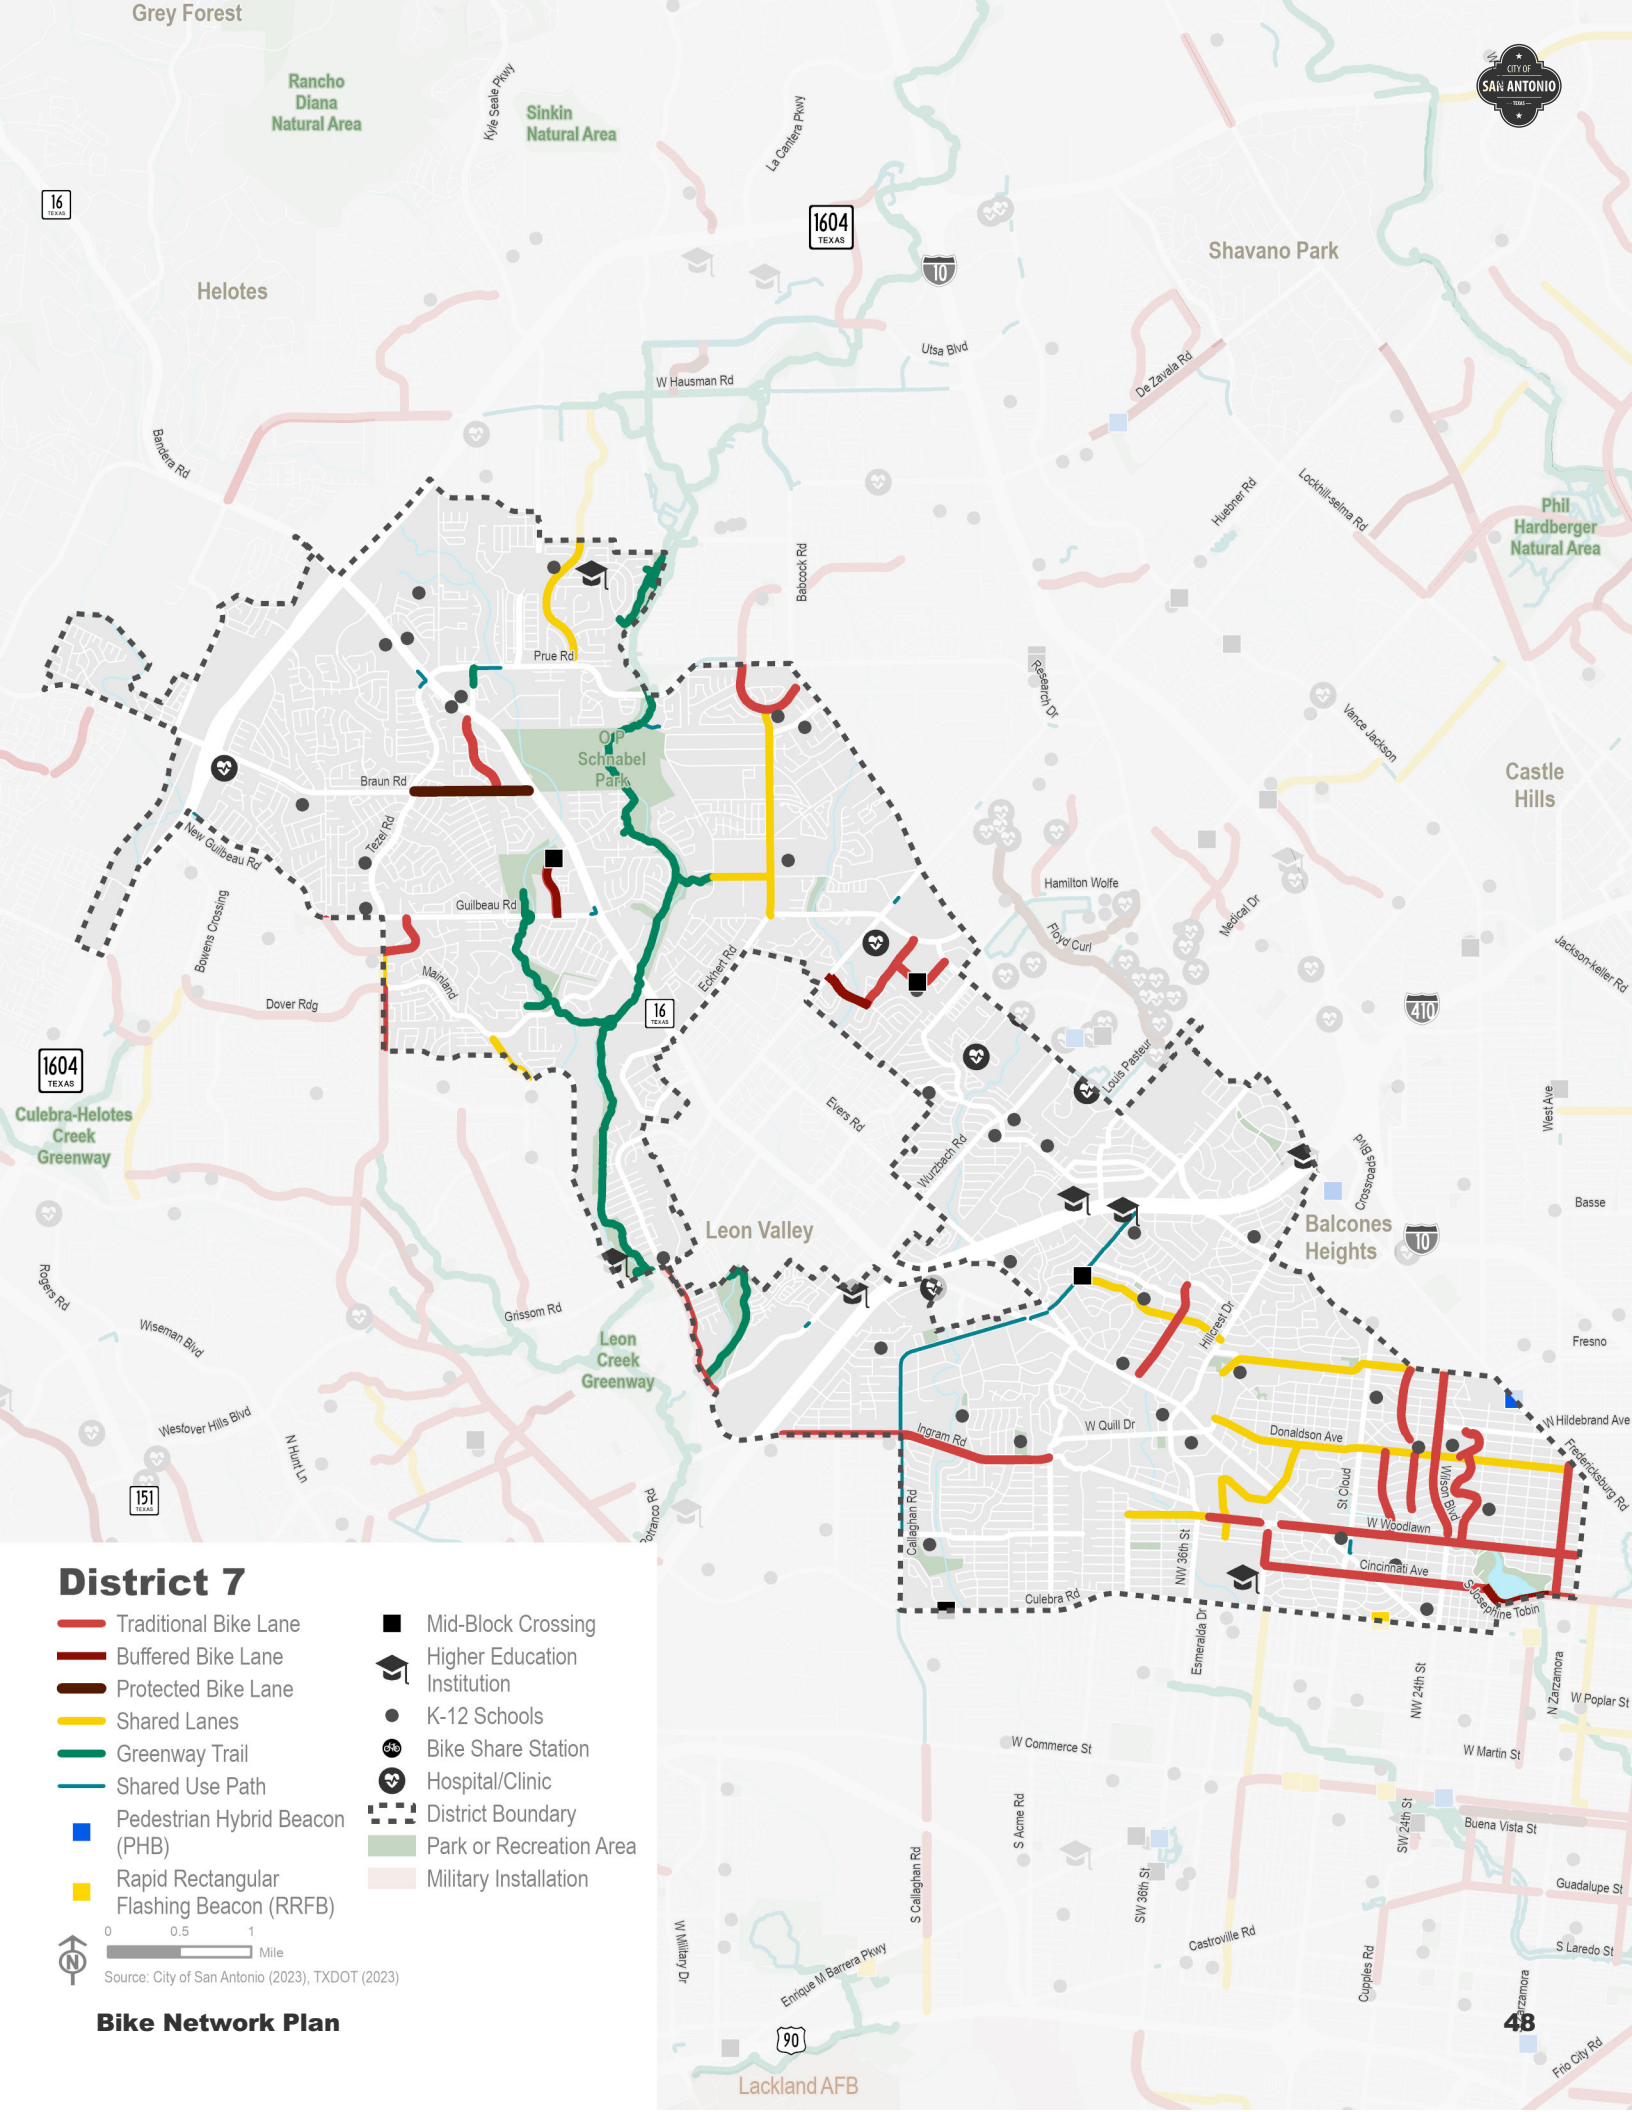 Grey Forest
Rancho
Diana
Natural Area
Kyle Seale Pkwy
Sinkin
Natural Area
La Cantera Pkwy
CITY OF
SAN ANTONIO
TEXAS
16
TEXAS
1604
TEXAS
10
Shavano Park
Helotes
Utsa Blvd
De Zavala Rd
W Hausman Rd
Bandera Rd
Huebner Rd
Lockhill-selma Rd
Phil
Hardberger
Natural Area
Babcock Rd
Prue Rd
Research Dr
Vance Jackson
O P
Schnabel
Park
Castle
Hills
Braun Rd
Tezel Rd
New Guilbeau Rd
Hamilton Wolfe
Medical Dr
Guilbeau Rd
Bowens Crossing
Floyd Curl
Eckhert Rd
Jackson-keller Rd
Mainland
Dover Rdg
16
TEXAS
410
1604
TEXAS
Louis Pasteur
Culebra-Helotes
Creek
Greenway
Evers Rd
West Ave
Wurzbach Rd
Crossroads Blvd
Basse
Leon Valley
Balcones
Heights
10
Rogers Rd
Grissom Rd
Wiseman Blvd
Hillcrest Dr
Fresno
Leon
Creek
Greenway
Westover Hills Blvd
W Quill Dr
Ingram Rd
Donaldson Ave
W Hildebrand Ave
N Hunt Ln
Fredericksburg Rd
St Cloud
Wilson Blvd
151
TEXAS
Potranco Rd
Callaghan Rd
W Woodlawn
NW 36th St
Cincinnati Ave
Culebra Rd
S Josephine Tobin
Esmeralda Dr
NW 24th St
N Zarzamora
W Poplar St
W Commerce St
W Martin St
S Acme Rd
SW 24th St
Buena Vista St
S Callaghan Rd
SW 36th St
Guadalupe St
W Military Dr
Castroville Rd
S Laredo St
Enrique M Barrera Pkwy
Cupples Rd
90
Frio City Rd
Lackland AFB
District 7
Traditional Bike Lane
Buffered Bike Lane
Protected Bike Lane
Shared Lanes
Greenway Trail
Shared Use Path
Pedestrian Hybrid Beacon
(PHB)
Rapid Rectangular
Flashing Beacon (RRFB)
Mid-Block Crossing
Higher Education
Institution
K-12 Schools
Bike Share Station
Hospital/Clinic
District Boundary
Park or Recreation Area
Military Installation
0 0.5 1
Mile
N
Source: City of San Antonio (2023), TXDOT (2023)
Bike Network Plan
48